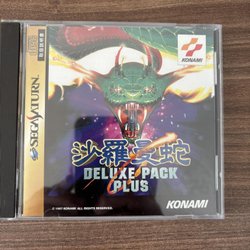 KONAMI
SEGA SATURN
沙羅曼蛇
DELUXE PACK
PLUS
© 1997 KONAMI ALL RIGHTS RESERVED.
KONAMI